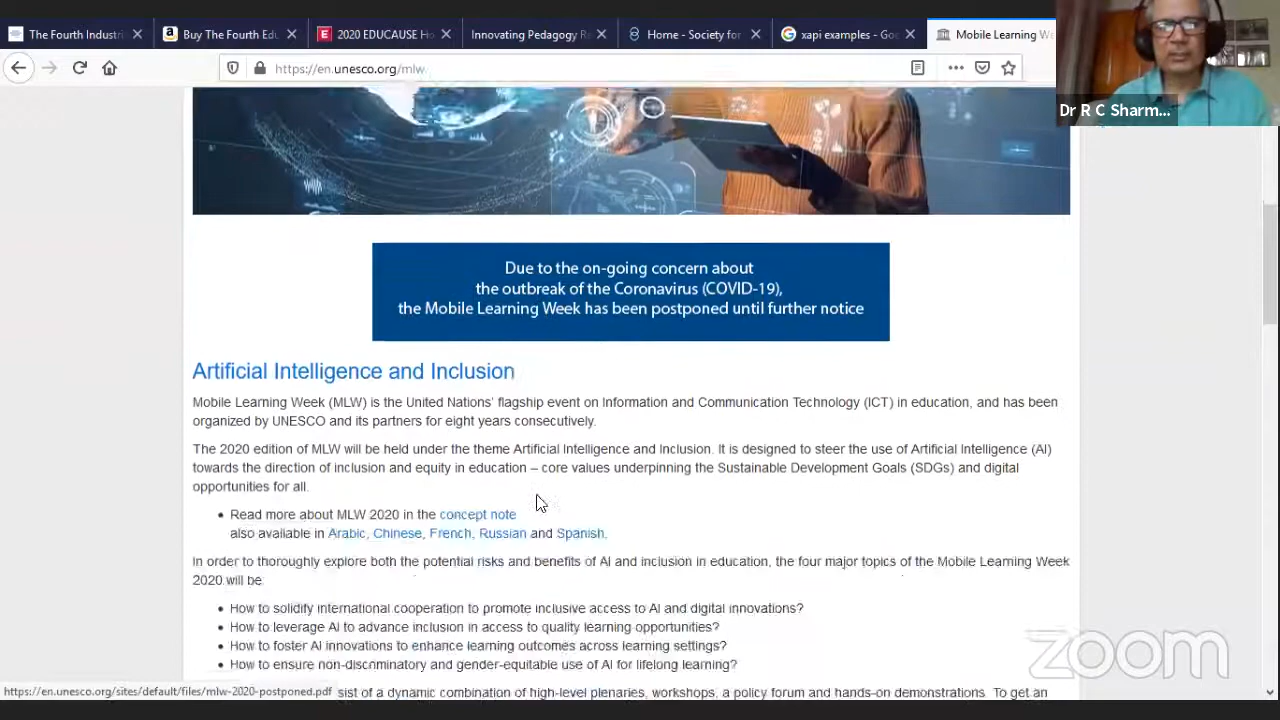 The Fourth Industri
Buy The Fourth Edu
2020 EDUCAUSE Ho
Innovating Pedagogy Re
Home - Society for
xapi examples - Goo
Mobile Learning We
https://en.unesco.org/mlw
Dr R C Sharm...
Due to the on-going concern about
the outbreak of the Coronavirus (COVID-19),
the Mobile Learning Week has been postponed until further notice
Artificial Intelligence and Inclusion
Mobile Learning Week (MLW) is the United Nations' flagship event on Information and Communication Technology (ICT) in education, and has been
organized by UNESCO and its partners for eight years consecutively.
The 2020 edition of MLW will be held under the theme Artificial Intelligence and Inclusion. It is designed to steer the use of Artificial Intelligence (AI)
towards the direction of inclusion and equity in education – core values underpinning the Sustainable Development Goals (SDGs) and digital
opportunities for all.
Read more about MLW 2020 in the concept note
also available in Arabic, Chinese, French, Russian and Spanish.
In order to thoroughly explore both the potential risks and benefits of AI and inclusion in education, the four major topics of the Mobile Learning Week
2020 will be:
How to solidify international cooperation to promote inclusive access to AI and digital innovations?
How to leverage AI to advance inclusion in access to quality learning opportunities?
How to foster AI innovations to enhance learning outcomes across learning settings?
How to ensure non-discriminatory and gender-equitable use of AI for lifelong learning?
https://en.unesco.org/sites/default/files/mlw-2020-postponed.pdf
sist of a dynamic combination of high-level plenaries, workshops, a policy forum and hands-on demonstrations. To get an
zoom